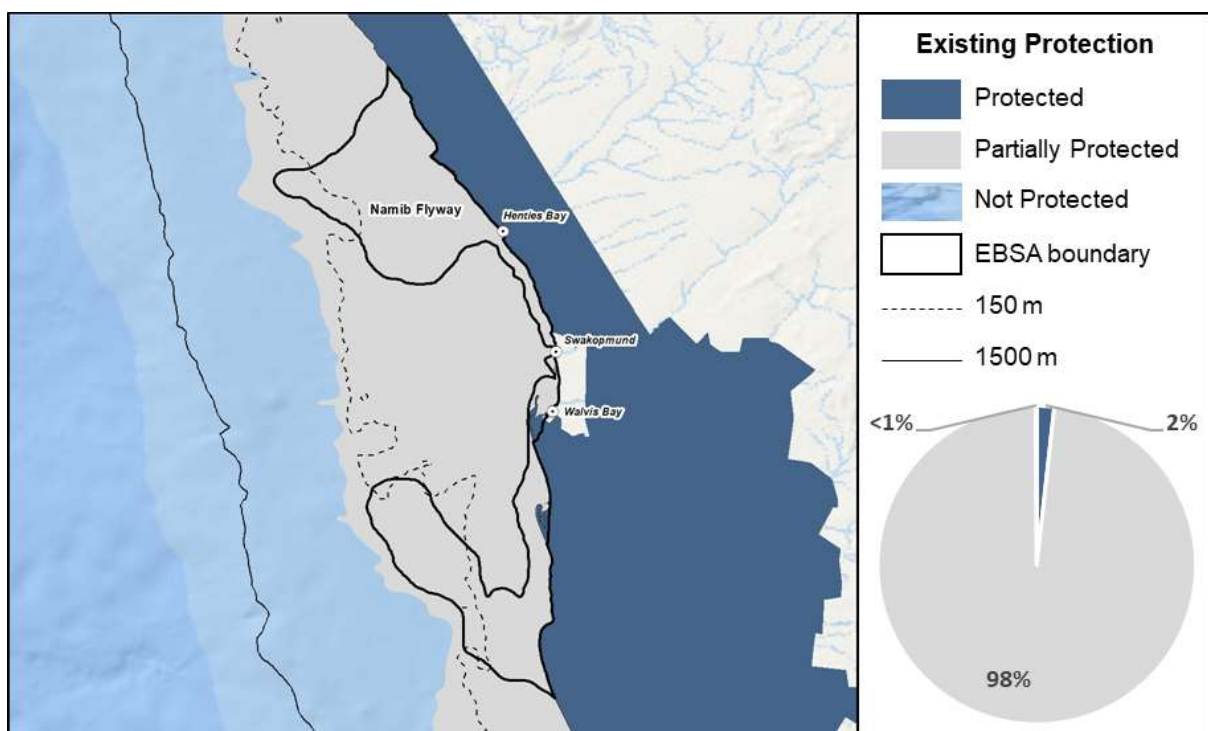 Namib Flyway
Henties Bay
Swakopmund
Walvis Bay
Existing Protection
Protected
Partially Protected
Not Protected
EBSA boundary
150 m
1500 m
<1%
2%
98%